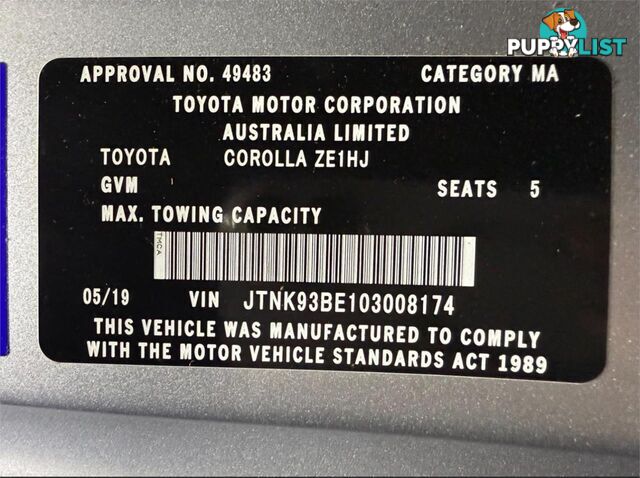 PUPPYLIST
APPROVAL NO. 49483 CATEGORY MA
TOYOTA MOTOR CORPORATION
AUSTRALIA LIMITED
TOYOTA COROLLA ZE1HJ
GVM SEATS 5
MAX. TOWING CAPACITY
TMCA
05/19 VIN JTNK93BE103008174
THIS VEHICLE WAS MANUFACTURED TO COMPLY
WITH THE MOTOR VEHICLE STANDARDS ACT 1989